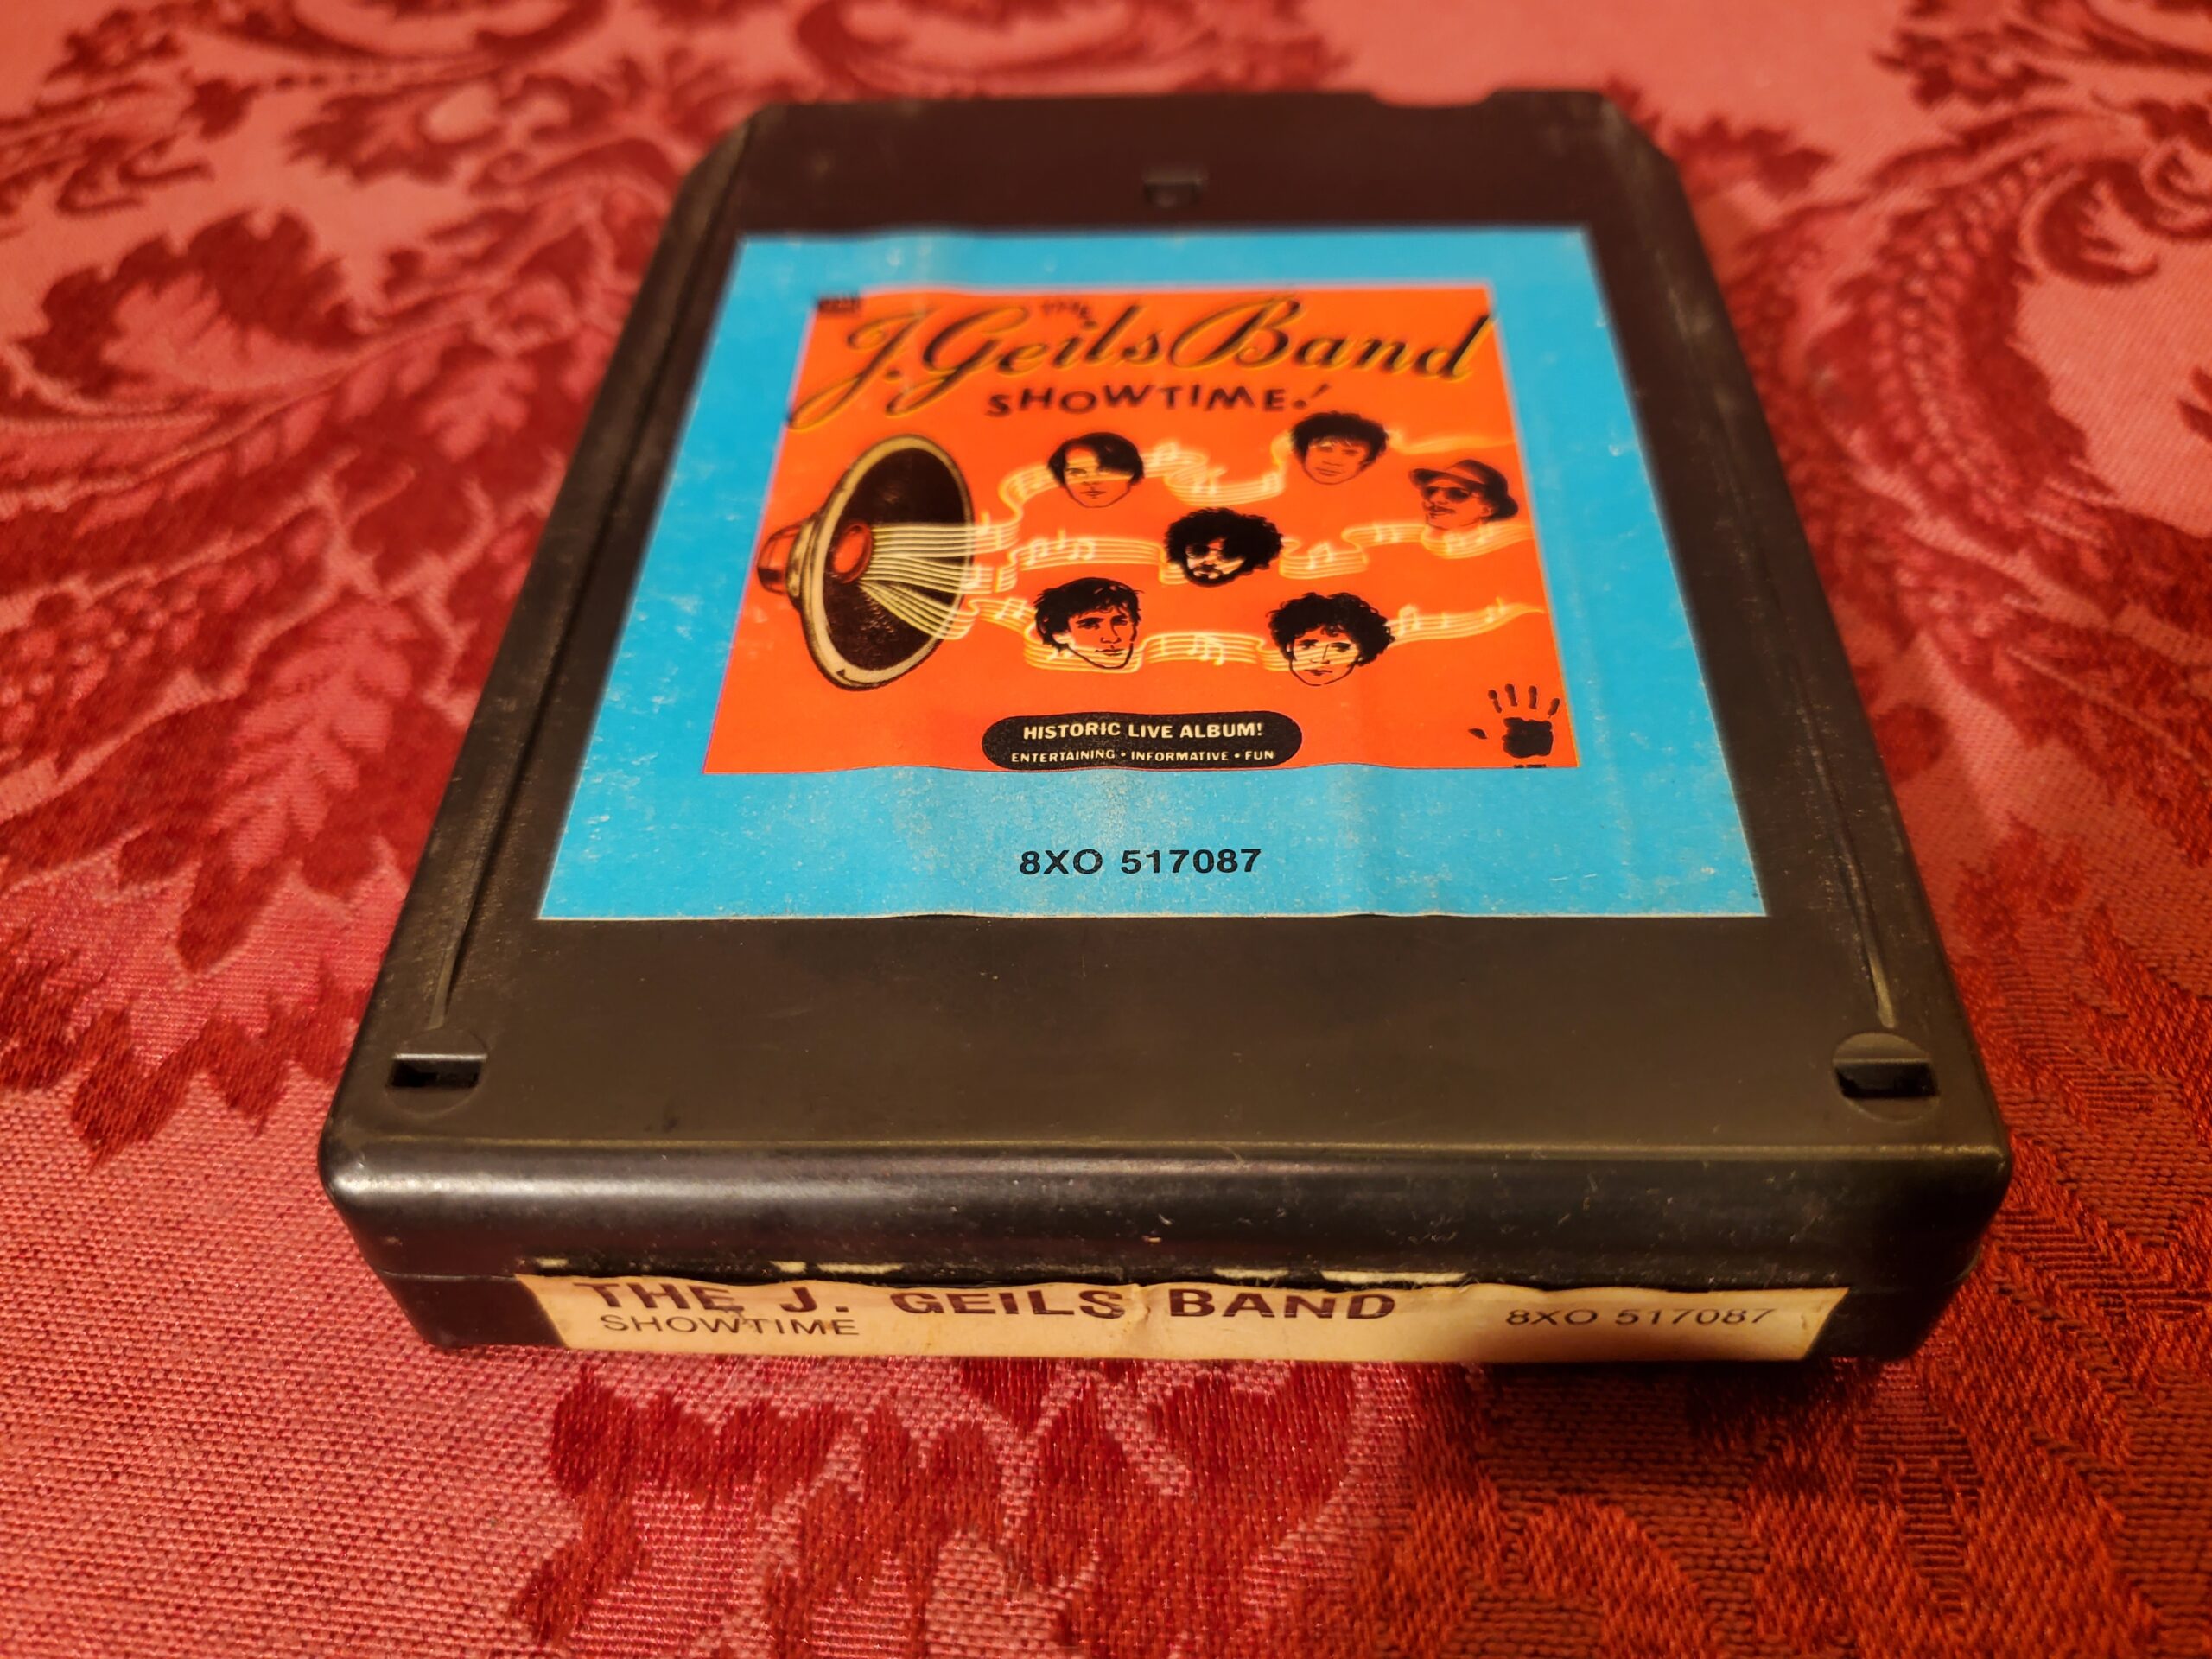 THE
J. Geils Band
SHOWTIME!
HISTORIC LIVE ALBUM!
ENTERTAINING • INFORMATIVE • FUN
8XO 517087
THE J. GEILS BAND
SHOWTIME
8XO 517087